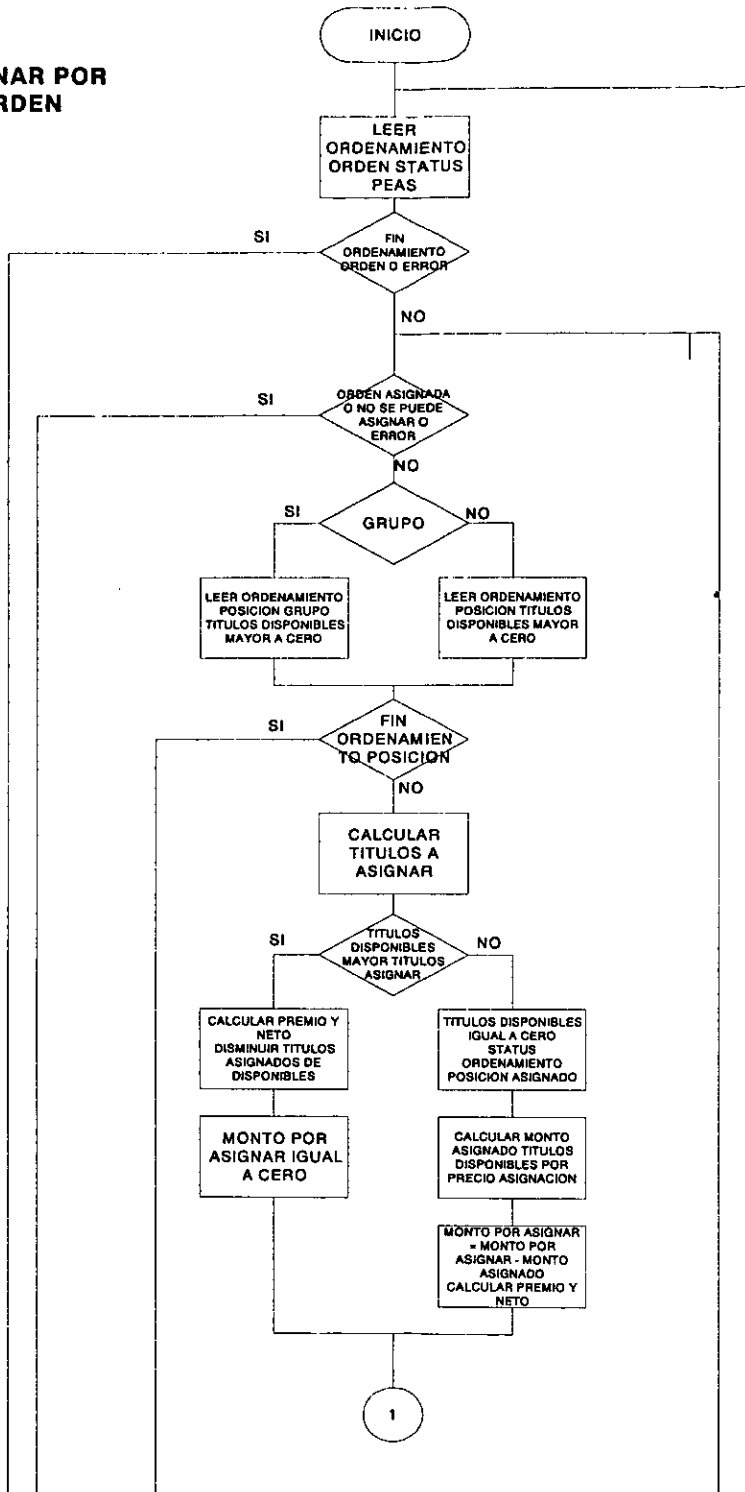 INICIO
NAR POR
RDEN
LEER
ORDENAMIENTO
ORDEN STATUS
PEAS
SI
FIN
ORDENAMIENTO
ORDEN O ERROR
NO
SI
ORDEN ASIGNADA
O NO SE PUEDE
ASIGNAR O
ERROR
NO
SI
GRUPO
NO
LEER ORDENAMIENTO
POSICION GRUPO
TITULOS DISPONIBLES
MAYOR A CERO
LEER ORDENAMIENTO
POSICION TITULOS
DISPONIBLES MAYOR
A CERO
SI
FIN
ORDENAMIEN
TO POSICION
NO
CALCULAR
TITULOS A
ASIGNAR
SI
TITULOS
DISPONIBLES
MAYOR TITULOS
ASIGNAR
NO
CALCULAR PREMIO Y
NETO
DISMINUIR TITULOS
ASIGNADOS DE
DISPONIBLES
TITULOS DISPONIBLES
IGUAL A CERO
STATUS
ORDENAMIENTO
POSICION ASIGNADO
MONTO POR
ASIGNAR IGUAL
A CERO
CALCULAR MONTO
ASIGNADO TITULOS
DISPONIBLES POR
PRECIO ASIGNACION
MONTO POR ASIGNAR
= MONTO POR
ASIGNAR - MONTO
ASIGNADO
CALCULAR PREMIO Y
NETO
1